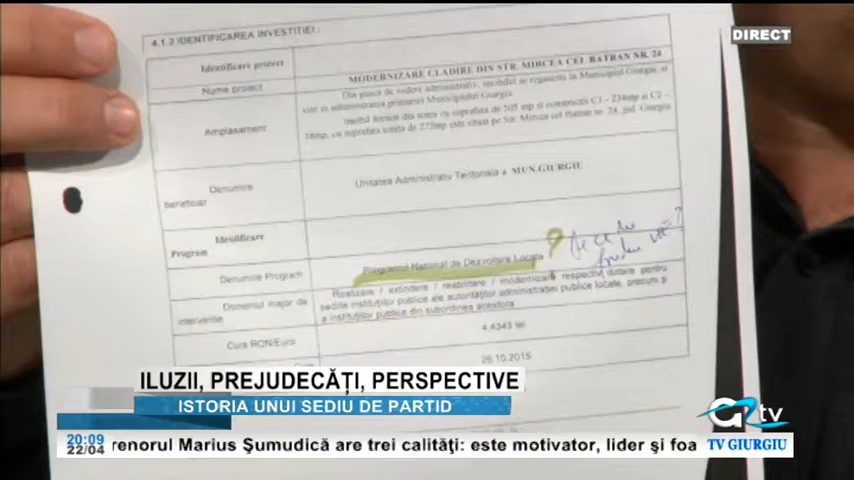 DIRECT
4.1.2 IDENTIFICAREA INVESTITIEI :
Identificare proiect
Nume proiect
MODERNIZARE CLADIRE DIN STR. MIRCEA CEL BATRAN NR. 24
Amplasament
Din punct de vedere administrativ, imobilul se regaseste in Municipiul Giurgiu, si
este in administrarea primariei Municipiului Giurgiu.
Imobil format din teren cu suprafata de 505 mp si constructii C1 – 234mp si C2 –
cu suprafata totala de 272mp este situat pe Str. Mircea cel Batran nr. 24, jud. Giurgiu
Denumire
beneficiar
Unitatea Administrativ Teritoriala a MUN.GIURGIU
Identificare
Program
Denumire Program
Programul National de Dezvoltare Locala
?
Domeniul major de
interventie
Realizare / extindere / reabilitare / modernizare respectiv dotare pentru
sediile institutiilor publice ale autoritatilor administratiei publice locale, precum si
a institutiilor publice din subordinea acestora
Curs RON/Euro
4.4343 lei
26.10.2015
ILUZII, PREJUDECĂȚI, PERSPECTIVE
ISTORIA UNUI SEDIU DE PARTID
G tv
20:09
22/04
renorul Marius Şumudică are trei calităţi: este motivator, lider şi foa
TV GIURGIU